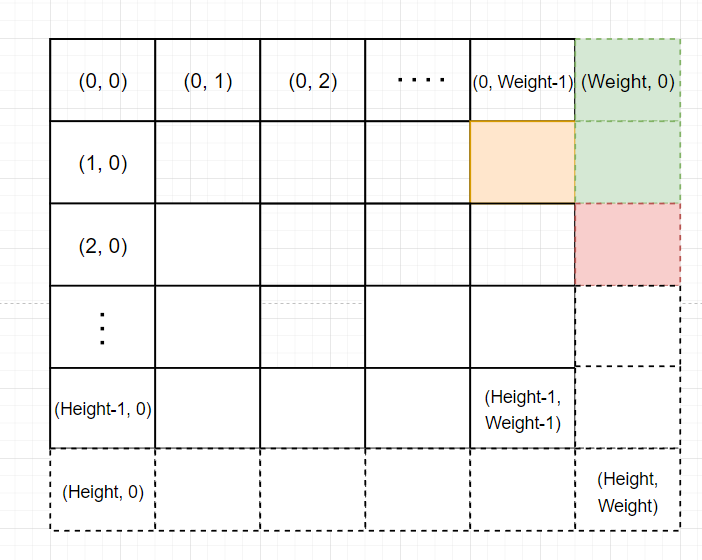 (0, 0) (0, 1) (0, 2) ···· (0, Weight-1) (Weight, 0)
(1, 0)
(2, 0)
⋮
(Height-1, 0) (Height-1,
Weight-1)
(Height, 0) (Height,
Weight)